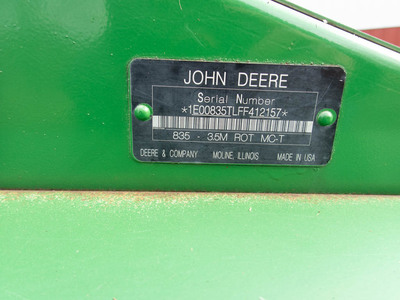 JOHN DEERE
Serial Number
*1E00835TLFF412157*
835 - 3.5M ROT MC-T
DEERE & COMPANY MOLINE, ILLINOIS MADE IN USA